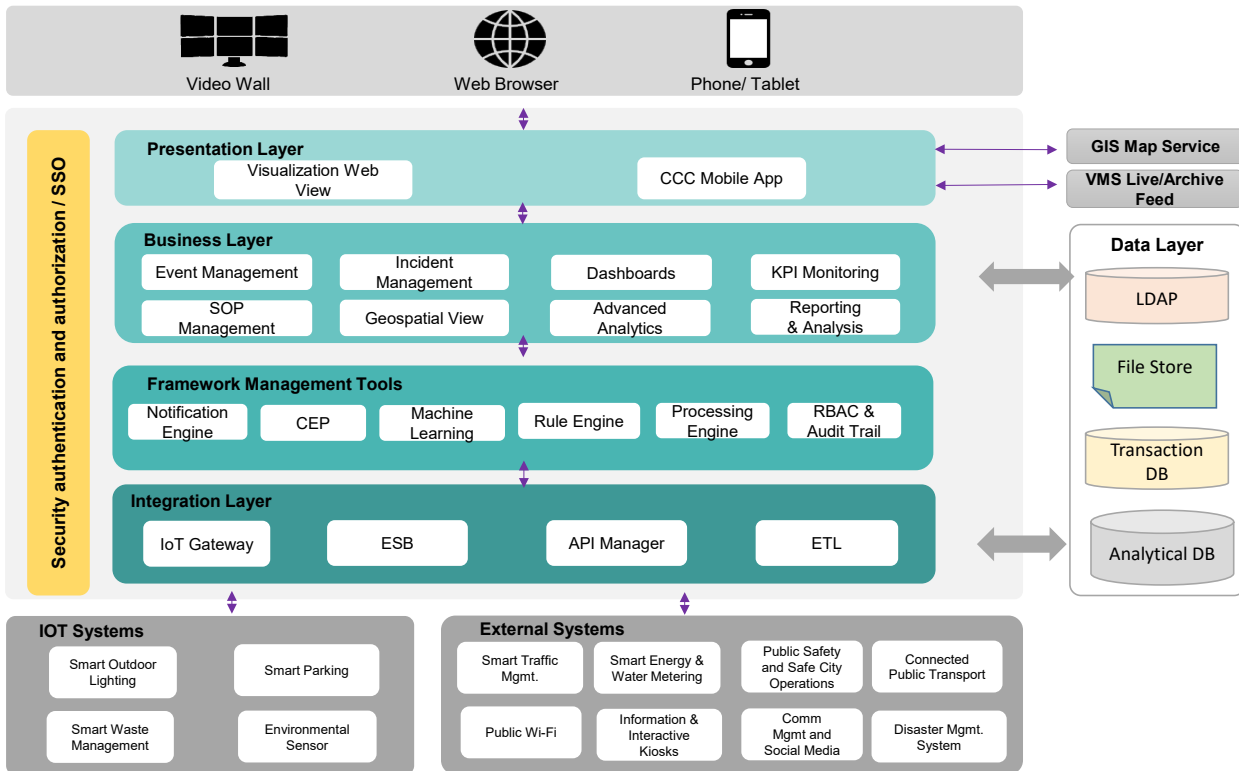 Video Wall
Web Browser
Phone/ Tablet
Security authentication and authorization / SSO
Presentation Layer
Visualization Web
View
CCC Mobile App
GIS Map Service
VMS Live/Archive
Feed
Business Layer
Event Management
Incident
Management
Dashboards
KPI Monitoring
SOP
Management
Geospatial View
Advanced
Analytics
Reporting
& Analysis
Framework Management Tools
Notification
Engine
CEP
Machine
Learning
Rule Engine
Processing
Engine
RBAC &
Audit Trail
Integration Layer
IoT Gateway
ESB
API Manager
ETL
Data Layer
LDAP
File Store
Transaction
DB
Analytical DB
IOT Systems
Smart Outdoor
Lighting
Smart Parking
Smart Waste
Management
Environmental
Sensor
External Systems
Smart Traffic
Mgmt.
Smart Energy &
Water Metering
Public Safety
and Safe City
Operations
Connected
Public Transport
Public Wi-Fi
Information &
Interactive
Kiosks
Comm
Mgmt and
Social Media
Disaster Mgmt.
System